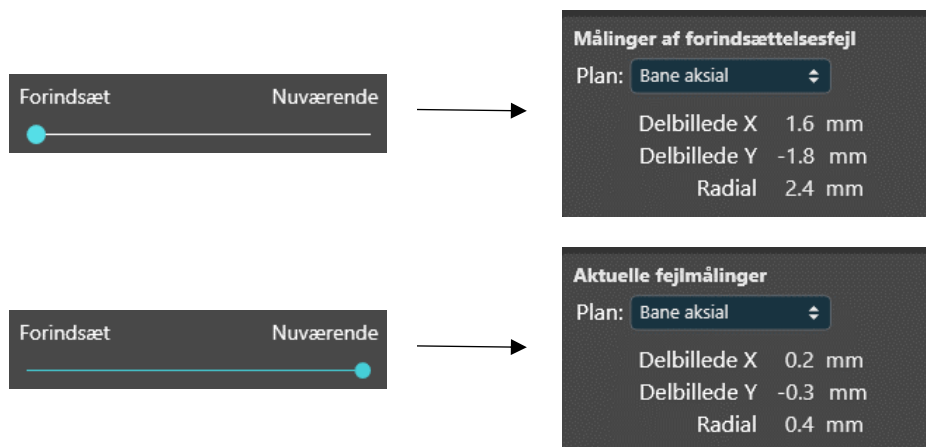 Forindsæt Nuværende
Målinger af forindsættelsesfejl
Plan: Bane aksial
Delbillede X 1.6 mm
Delbillede Y -1.8 mm
Radial 2.4 mm
Forindsæt Nuværende
Aktuelle fejlmålinger
Plan: Bane aksial
Delbillede X 0.2 mm
Delbillede Y -0.3 mm
Radial 0.4 mm